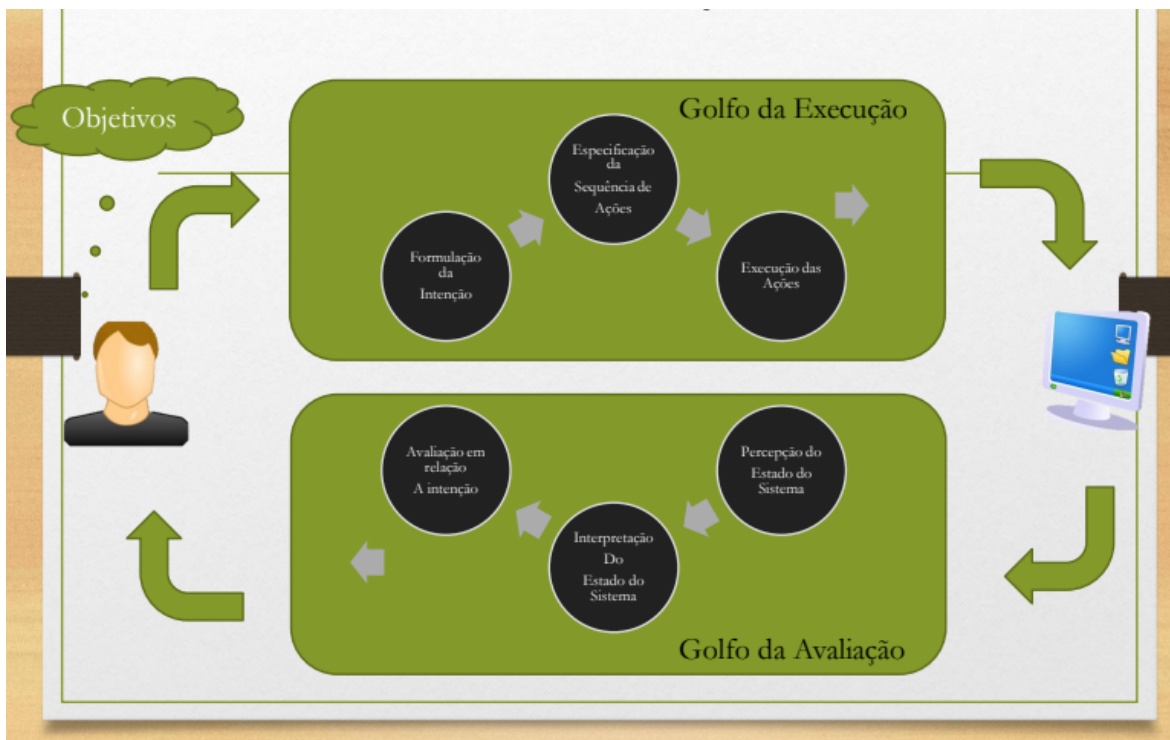 Objetivos
Golfo da Execução
Especificação
da
Sequência de
Ações
Formulação
da
Intenção
Execução das
Ações
Avaliação em
relação
A intenção
Percepção do
Estado do
Sistema
Interpretação
Do
Estado do
Sistema
Golfo da Avaliação